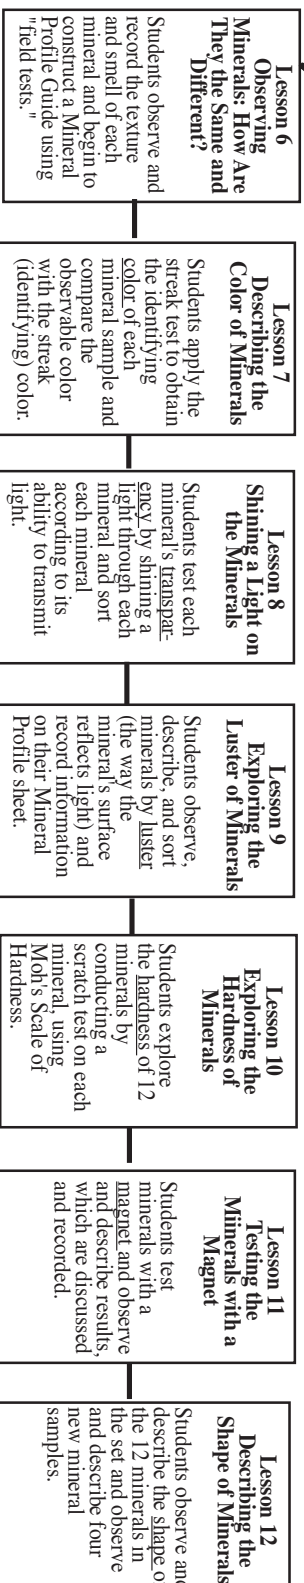 Lesson 6
Observing
Minerals: How Are
They the Same and
Different?
Students observe and
record the texture
and smell of each
mineral and begin to
construct a Mineral
Profile Guide using
"field tests."
Lesson 7
Describing the
Color of Minerals
Students apply the
streak test to obtain
the identifying
color of each
mineral sample and
compare the
observable color
with the streak
(identifying) color.
Lesson 8
Shining a Light on
the Minerals
Students test each
mineral's transpar-
ency by shining a
light through each
mineral and sort
each mineral
according to its
ability to transmit
light.
Lesson 9
Exploring the
Luster of Minerals
Students observe,
describe, and sort
minerals by luster
(the way the
mineral's surface
reflects light) and
record information
on their Mineral
Profile sheet.
Lesson 10
Exploring the
Hardness of
Minerals
Students explore
the hardness of 12
minerals by
conducting a
scratch test on each
mineral, using
Moh's Scale of
Hardness.
Lesson 11
Testing the
Miinerals with a
Magnet
Students test
minerals with a
magnet and observe
and describe results,
which are discussed
and recorded.
Lesson 12
Describing the
Shape of Minerals
Students observe and
describe the shape o
the 12 minerals in
the set and observe
and describe four
new mineral
samples.